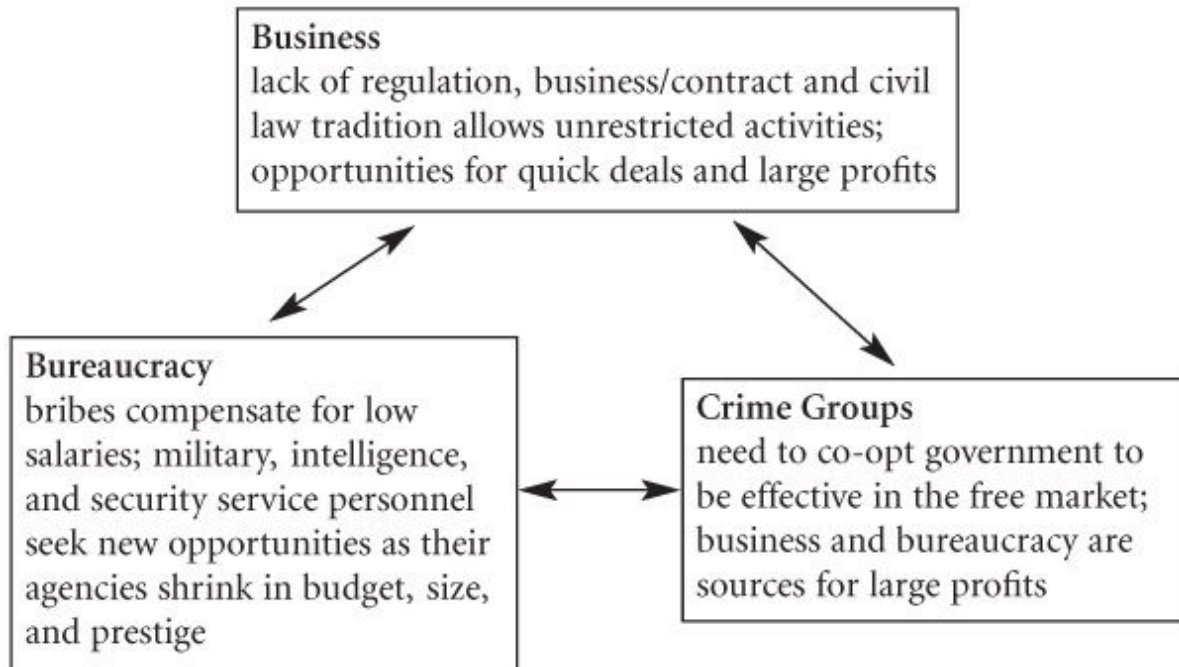 Business
lack of regulation, business/contract and civil
law tradition allows unrestricted activities;
opportunities for quick deals and large profits
Bureaucracy
bribes compensate for low
salaries; military, intelligence,
and security service personnel
seek new opportunities as their
agencies shrink in budget, size,
and prestige
Crime Groups
need to co-opt government to
be effective in the free market;
business and bureaucracy are
sources for large profits